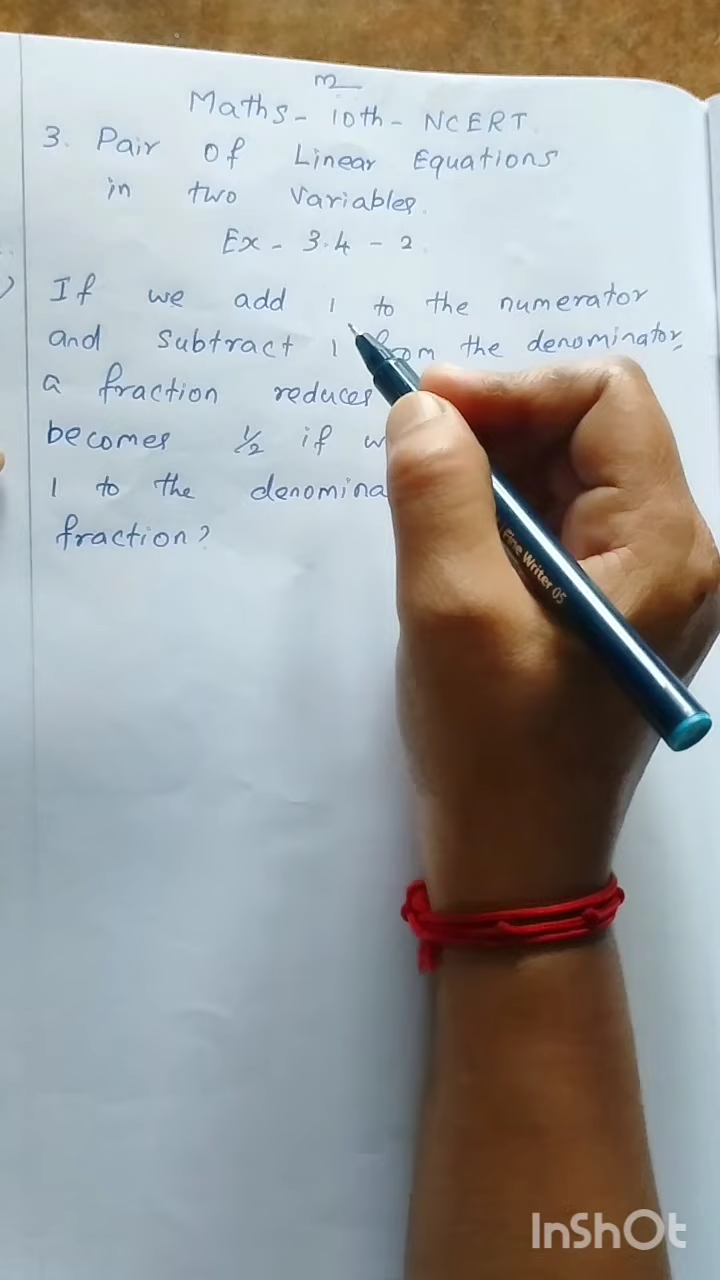 Maths - 10th - NCERT
3. Pair of Linear Equations
in two Variables.
Ex - 3.4 - 2.
If we add 1 to the numerator
and Subtract 1 from the denominator,
a fraction reduces
becomes 1/2 if
1 to the
fraction?
Fine Writer 05
InShOt